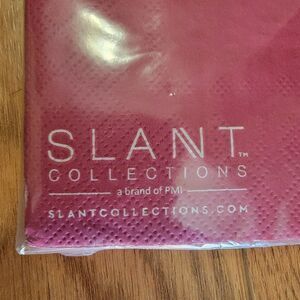 SLANT™
COLLECTIONS
a brand of PMI
SLANTCOLLECTIONS.COM